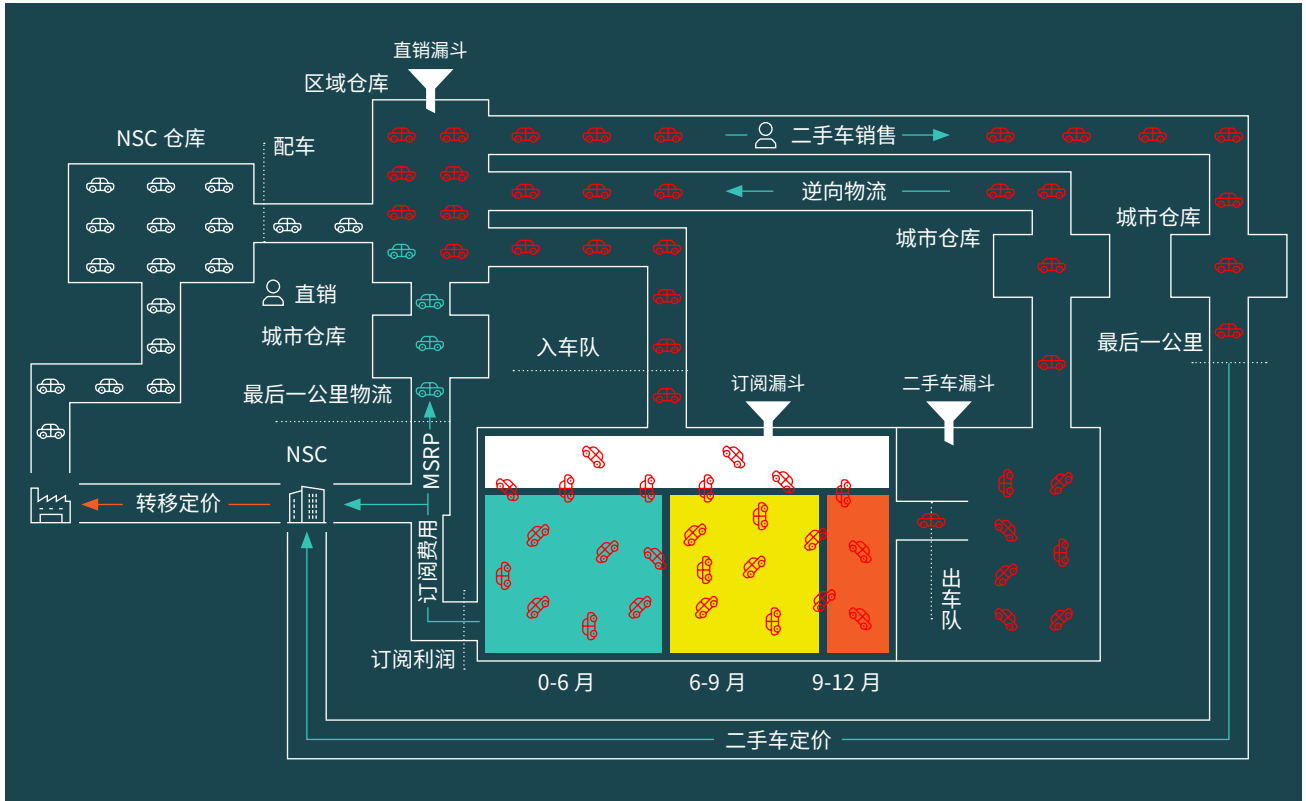 直销漏斗
区域仓库
NSC 仓库
配车
二手车销售
逆向物流
城市仓库
城市仓库
直销
城市仓库
入车队
最后一公里
最后一公里物流
订阅漏斗
二手车漏斗
NSC
MSRP
转移定价
订阅费用
出车队
订阅利润
0-6 月
6-9 月
9-12 月
二手车定价